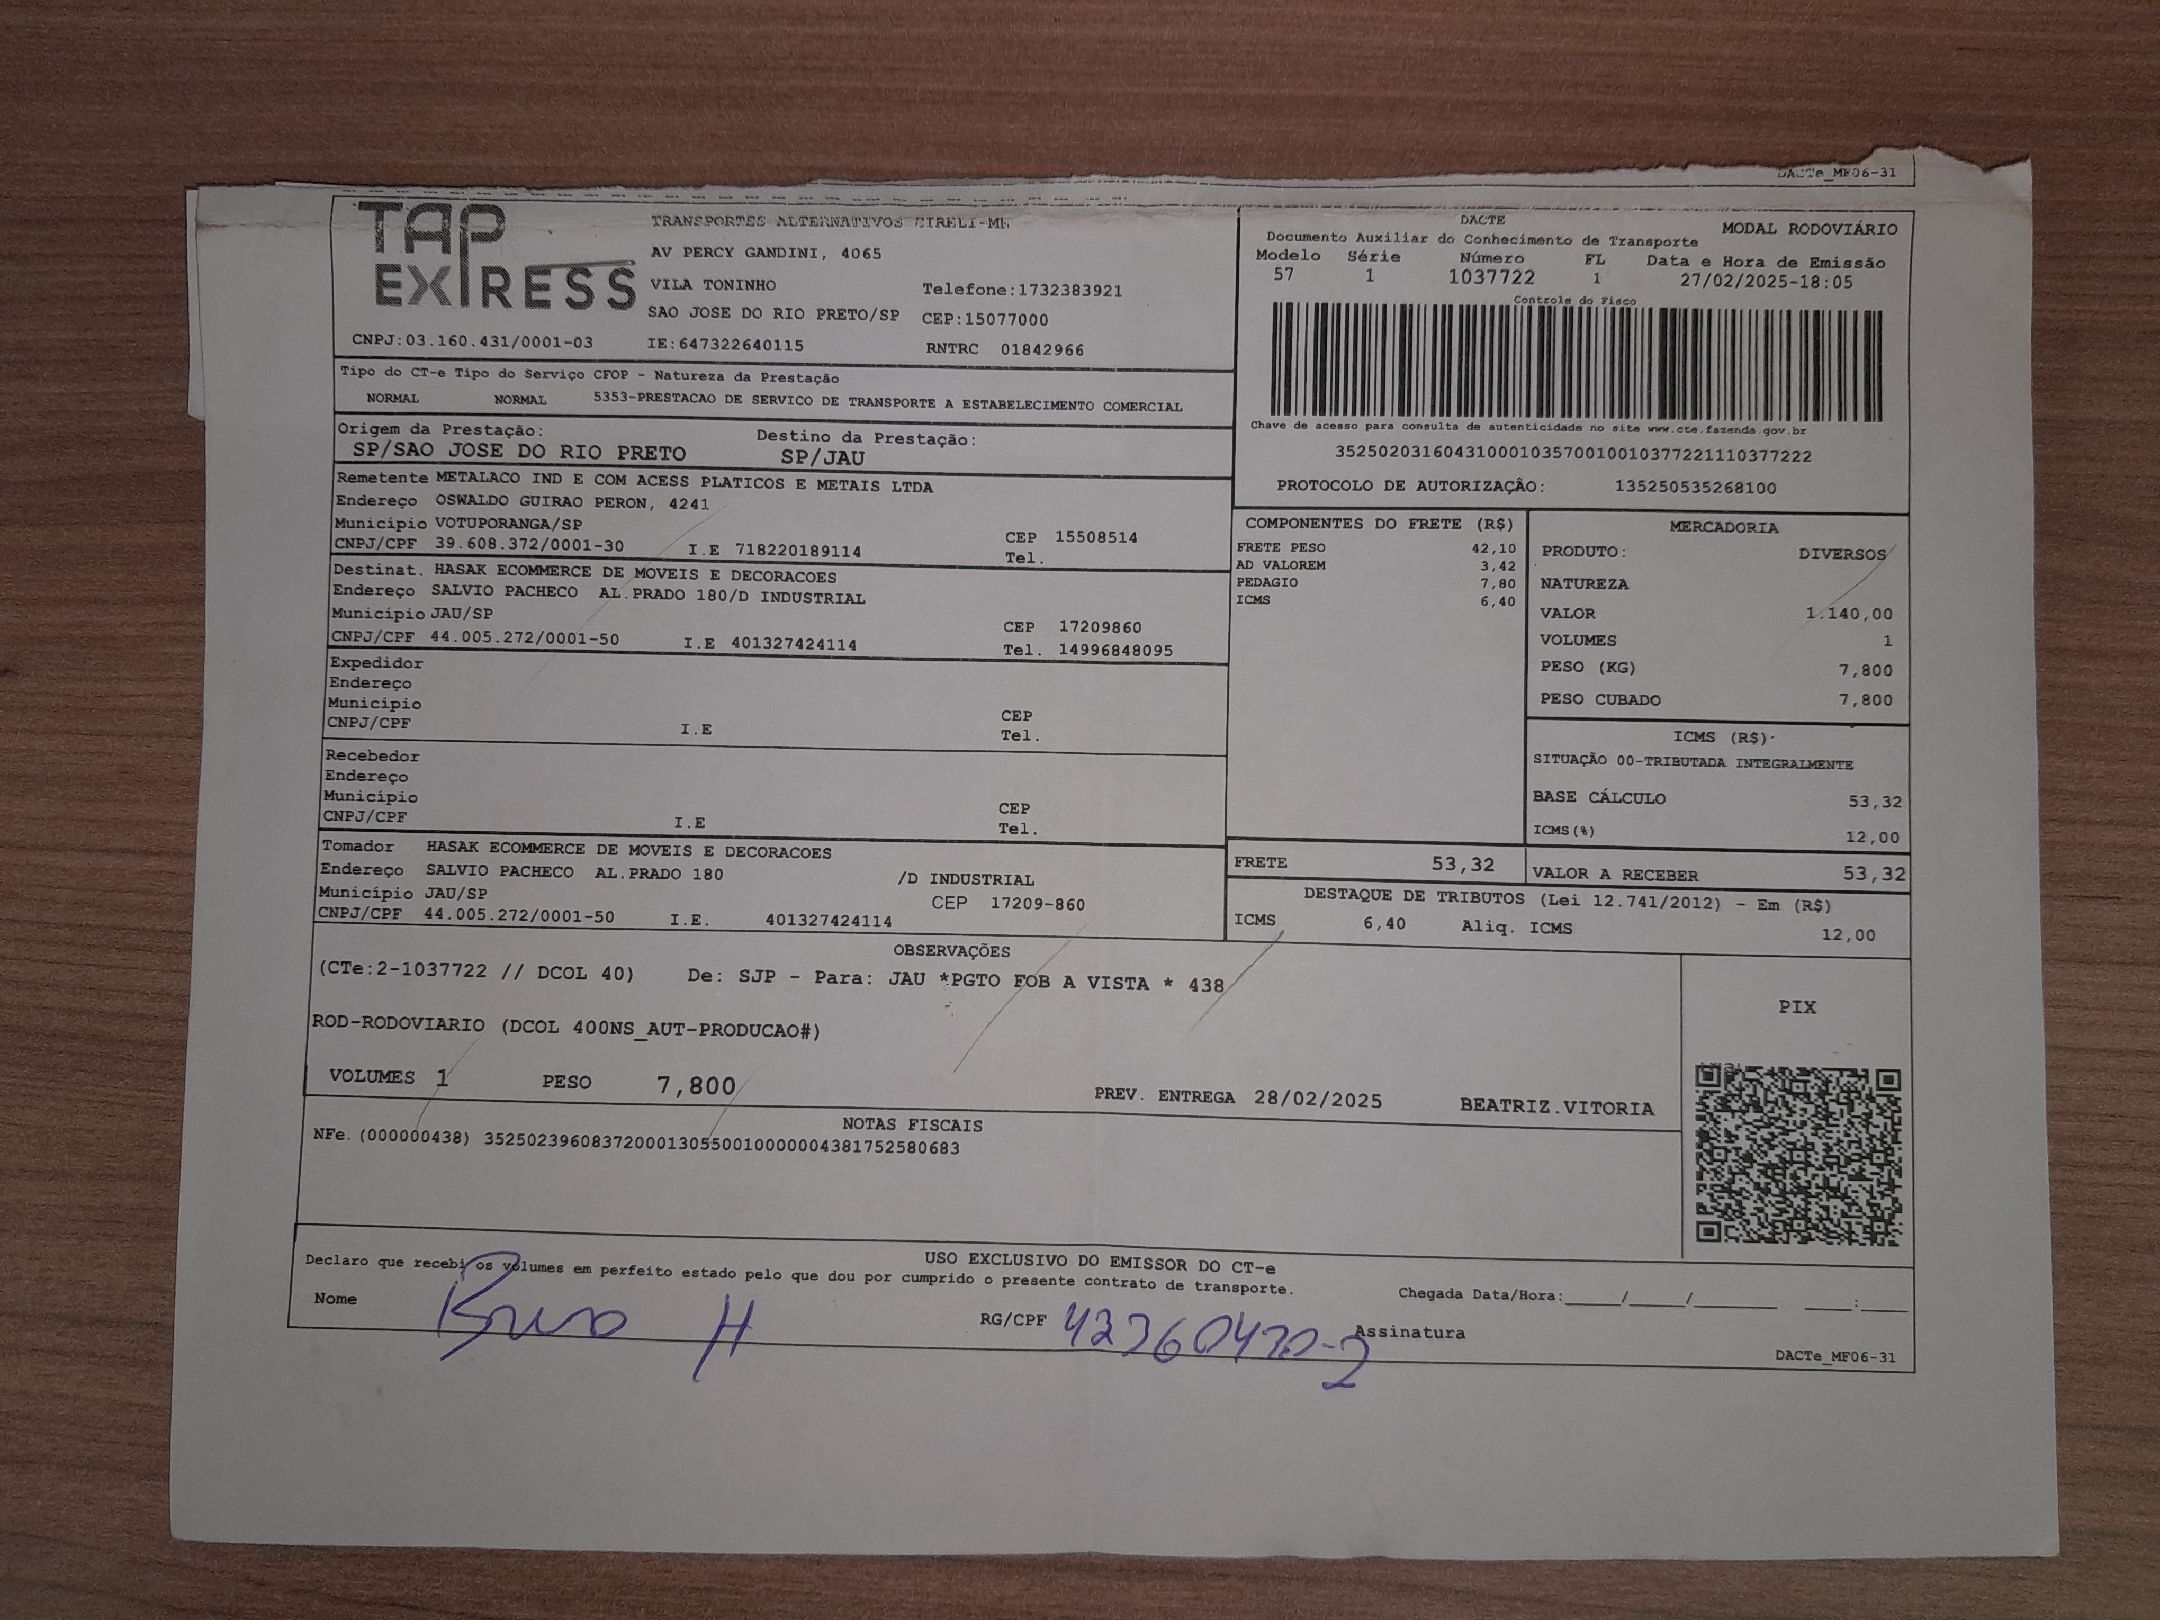 DACTe_MF06-31
TAP
EXPRESS
TRANSPORTES ALTERNATIVOS EIRELI-ME
AV PERCY GANDINI, 4065
VILA TONINHO Telefone:1732383921
SAO JOSE DO RIO PRETO/SP CEP:15077000
CNPJ:03.160.431/0001-03 IE:647322640115 RNTRC 01842966
DACTE
Documento Auxiliar do Conhecimento de Transporte MODAL RODOVIÁRIO
Modelo Série Número FL Data e Hora de Emissão
57 1 1037722 1 27/02/2025-18:05
Controle do Fisco
Chave de acesso para consulta de autenticidade no site www.cte.fazenda.gov.br
35250203160431000103570010010377221110377222
PROTOCOLO DE AUTORIZAÇÃO: 135250535268100
Tipo do CT-e Tipo do Serviço CFOP - Natureza da Prestação
NORMAL NORMAL 5353-PRESTACAO DE SERVICO DE TRANSPORTE A ESTABELECIMENTO COMERCIAL
Origem da Prestação: Destino da Prestação:
SP/SAO JOSE DO RIO PRETO SP/JAU
Remetente METALACO IND E COM ACESS PLATICOS E METAIS LTDA
Endereço OSWALDO GUIRAO PERON, 4241
Município VOTUPORANGA/SP CEP 15508514
CNPJ/CPF 39.608.372/0001-30 I.E 718220189114 Tel.
Destinat. HASAK ECOMMERCE DE MOVEIS E DECORACOES
Endereço SALVIO PACHECO AL.PRADO 180/D INDUSTRIAL
Município JAU/SP CEP 17209860
CNPJ/CPF 44.005.272/0001-50 I.E 401327424114 Tel. 14996848095
Expedidor
Endereço
Município CEP
CNPJ/CPF I.E Tel.
Recebedor
Endereço
Município CEP
CNPJ/CPF I.E Tel.
Tomador HASAK ECOMMERCE DE MOVEIS E DECORACOES
Endereço SALVIO PACHECO AL.PRADO 180 /D INDUSTRIAL
Município JAU/SP CEP 17209-860
CNPJ/CPF 44.005.272/0001-50 I.E. 401327424114
COMPONENTES DO FRETE (R$)
FRETE PESO 42,10
AD VALOREM 3,42
PEDAGIO 7,80
ICMS 6,40
MERCADORIA
PRODUTO: DIVERSOS
NATUREZA
VALOR 1.140,00
VOLUMES 1
PESO (KG) 7,800
PESO CUBADO 7,800
ICMS (R$)
SITUAÇÃO 00-TRIBUTADA INTEGRALMENTE
BASE CÁLCULO 53,32
ICMS(%) 12,00
FRETE 53,32 VALOR A RECEBER 53,32
DESTAQUE DE TRIBUTOS (Lei 12.741/2012) - Em (R$)
ICMS 6,40 Aliq. ICMS 12,00
OBSERVAÇÕES
(CTe:2-1037722 // DCOL 40) De: SJP - Para: JAU *PGTO FOB A VISTA * 438
ROD-RODOVIARIO (DCOL 400NS_AUT-PRODUCAO#)
VOLUMES 1 PESO 7,800 PREV. ENTREGA 28/02/2025 BEATRIZ.VITORIA
PIX
NOTAS FISCAIS
NFe.(000000438) 35250239608372000130550010000004381752580683
USO EXCLUSIVO DO EMISSOR DO CT-e
Declaro que recebi os volumes em perfeito estado pelo que dou por cumprido o presente contrato de transporte.
Chegada Data/Hora:_____/_____/_______ ____:____
Nome H RG/CPF Assinatura
DACTe_MF06-31